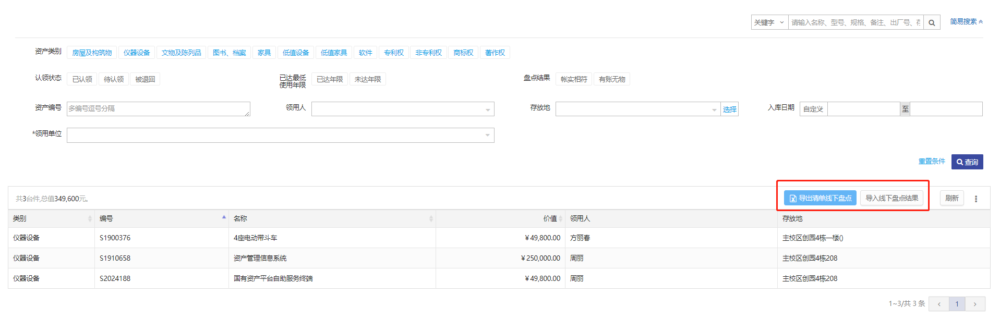 关键字 请输入名称、型号、规格、备注、出厂号、存 简易搜索
资产类别 房屋及构筑物 仪器设备 文物及陈列品 图书、档案 家具 低值设备 低值家具 软件 专利权 非专利权 商标权 著作权
认领状态 已认领 待认领 被退回 已达最低使用年限 已达年限 未达年限 盘点结果 帐实相符 有账无物
资产编号 多编号逗号分隔 领用人 存放地 选择 入库日期 自定义 至
*领用单位
重置条件 查询
共3台件,总值349,600元。 导出清单线下盘点 导入线下盘点结果 刷新
类别 编号 名称 价值 领用人 存放地
仪器设备 S1900376 4座电动带斗车 ￥49,800.00 方丽春 主校区创园4栋一楼()
仪器设备 S1910658 资产管理信息系统 ￥250,000.00 周丽 主校区创园4栋208
仪器设备 S2024188 国有资产平台自助服务终端 ￥49,800.00 周丽 主校区创园4栋208
1~3/共 3 条 1